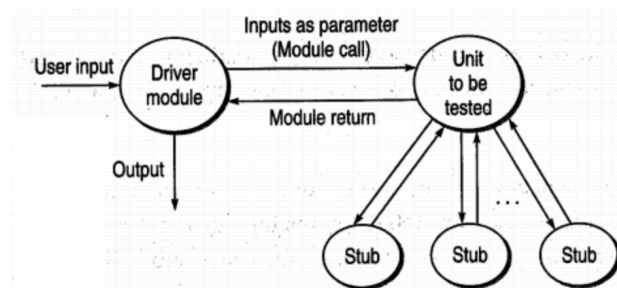 Inputs as parameter
(Module call)
User input
Driver
module
Unit
to be
tested
Module return
Output
...
Stub
Stub
Stub